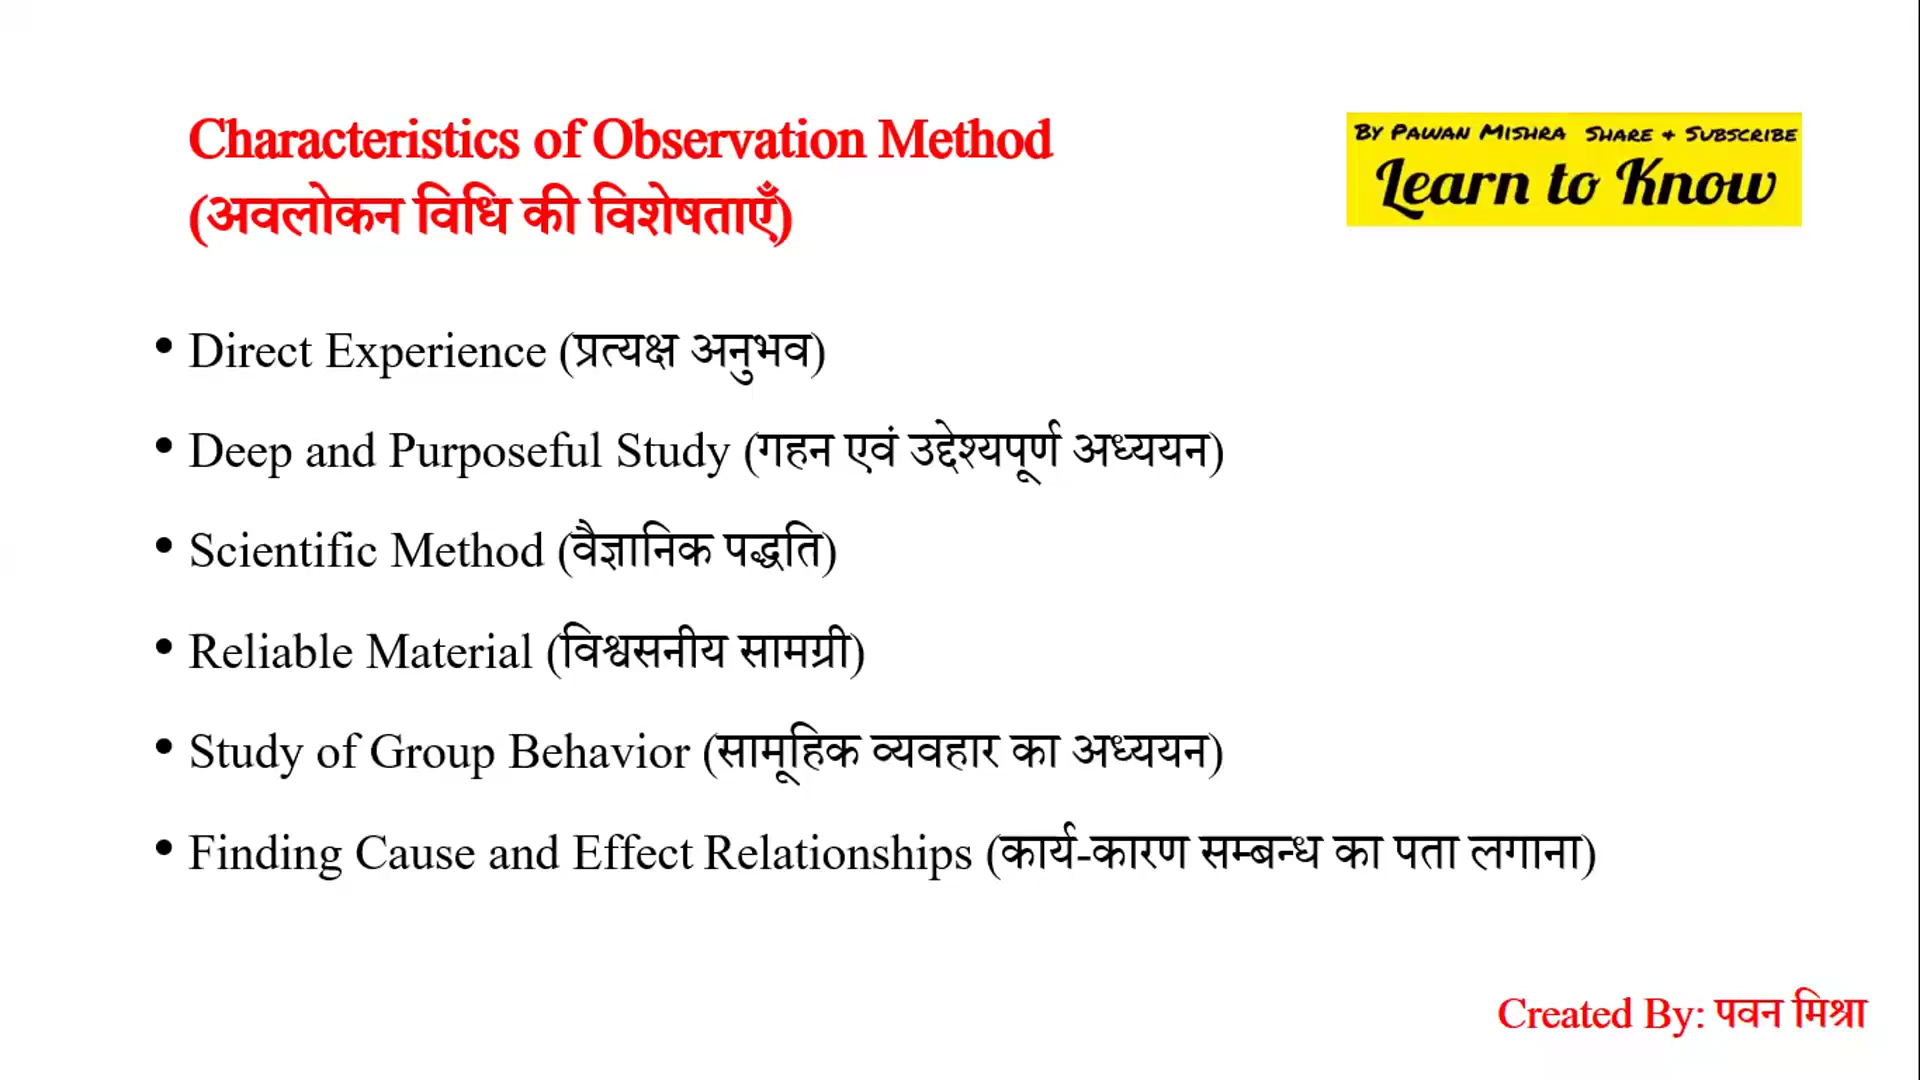 Characteristics of Observation Method
(अवलोकन विधि की विशेषताएँ)
By Pawan Mishra Share & Subscribe
Learn to Know
• Direct Experience (प्रत्यक्ष अनुभव)
• Deep and Purposeful Study (गहन एवं उद्देश्यपूर्ण अध्ययन)
• Scientific Method (वैज्ञानिक पद्धति)
• Reliable Material (विश्वसनीय सामग्री)
• Study of Group Behavior (सामूहिक व्यवहार का अध्ययन)
• Finding Cause and Effect Relationships (कार्य-कारण सम्बन्ध का पता लगाना)
Created By: पवन मिश्रा